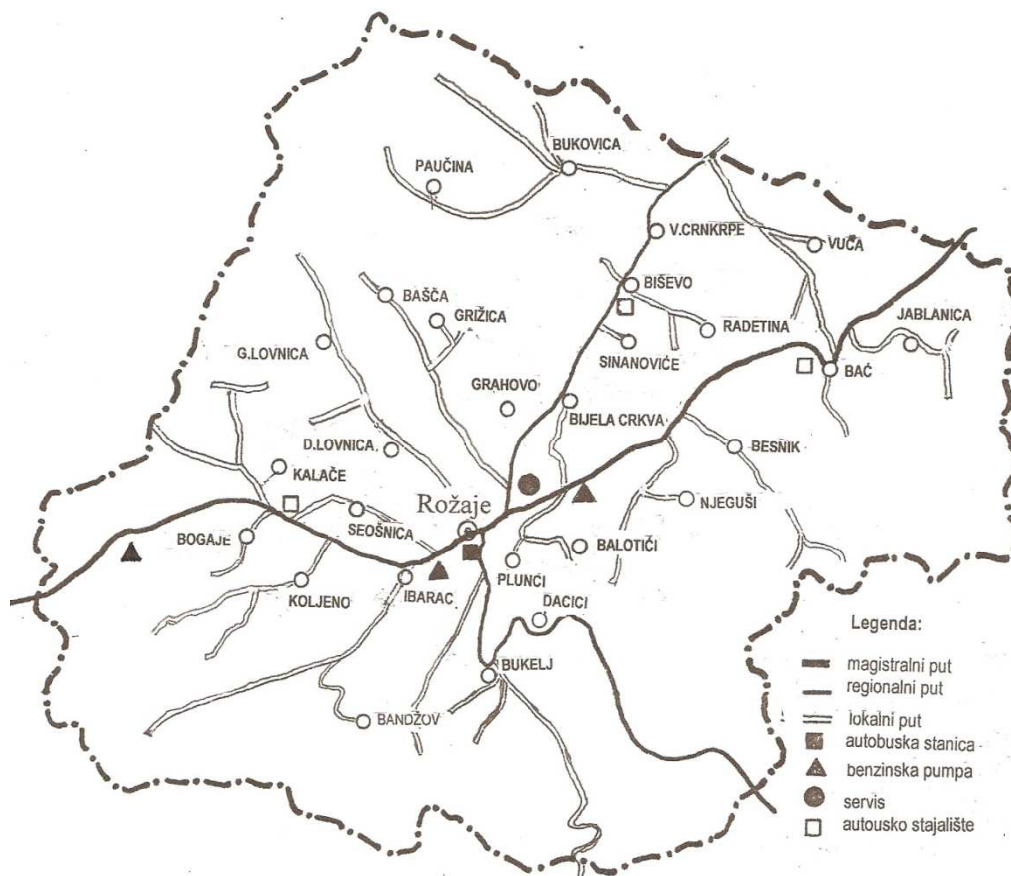 BUKOVICA
PAUČINA
V.CRNKRPE
VUČA
BIŠEVO
BAŠČA
GRIŽICA
RADETINA
JABLANICA
G.LOVNICA
SINANOVIĆE
BAĆ
GRAHOVO
BIJELA CRKVA
D.LOVNICA
BESNIK
KALAČE
Rožaje
NJEGUŠI
SEOŠNICA
BOGAJE
BALOTIČI
PLUNĆI
KOLJENO
IBARAC
DACICI
BUKELJ
BANDŽOV
Legenda:
magistralni put
regionalni put
lokalni put
autobuska stanica
benzinska pumpa
servis
autousko stajalište